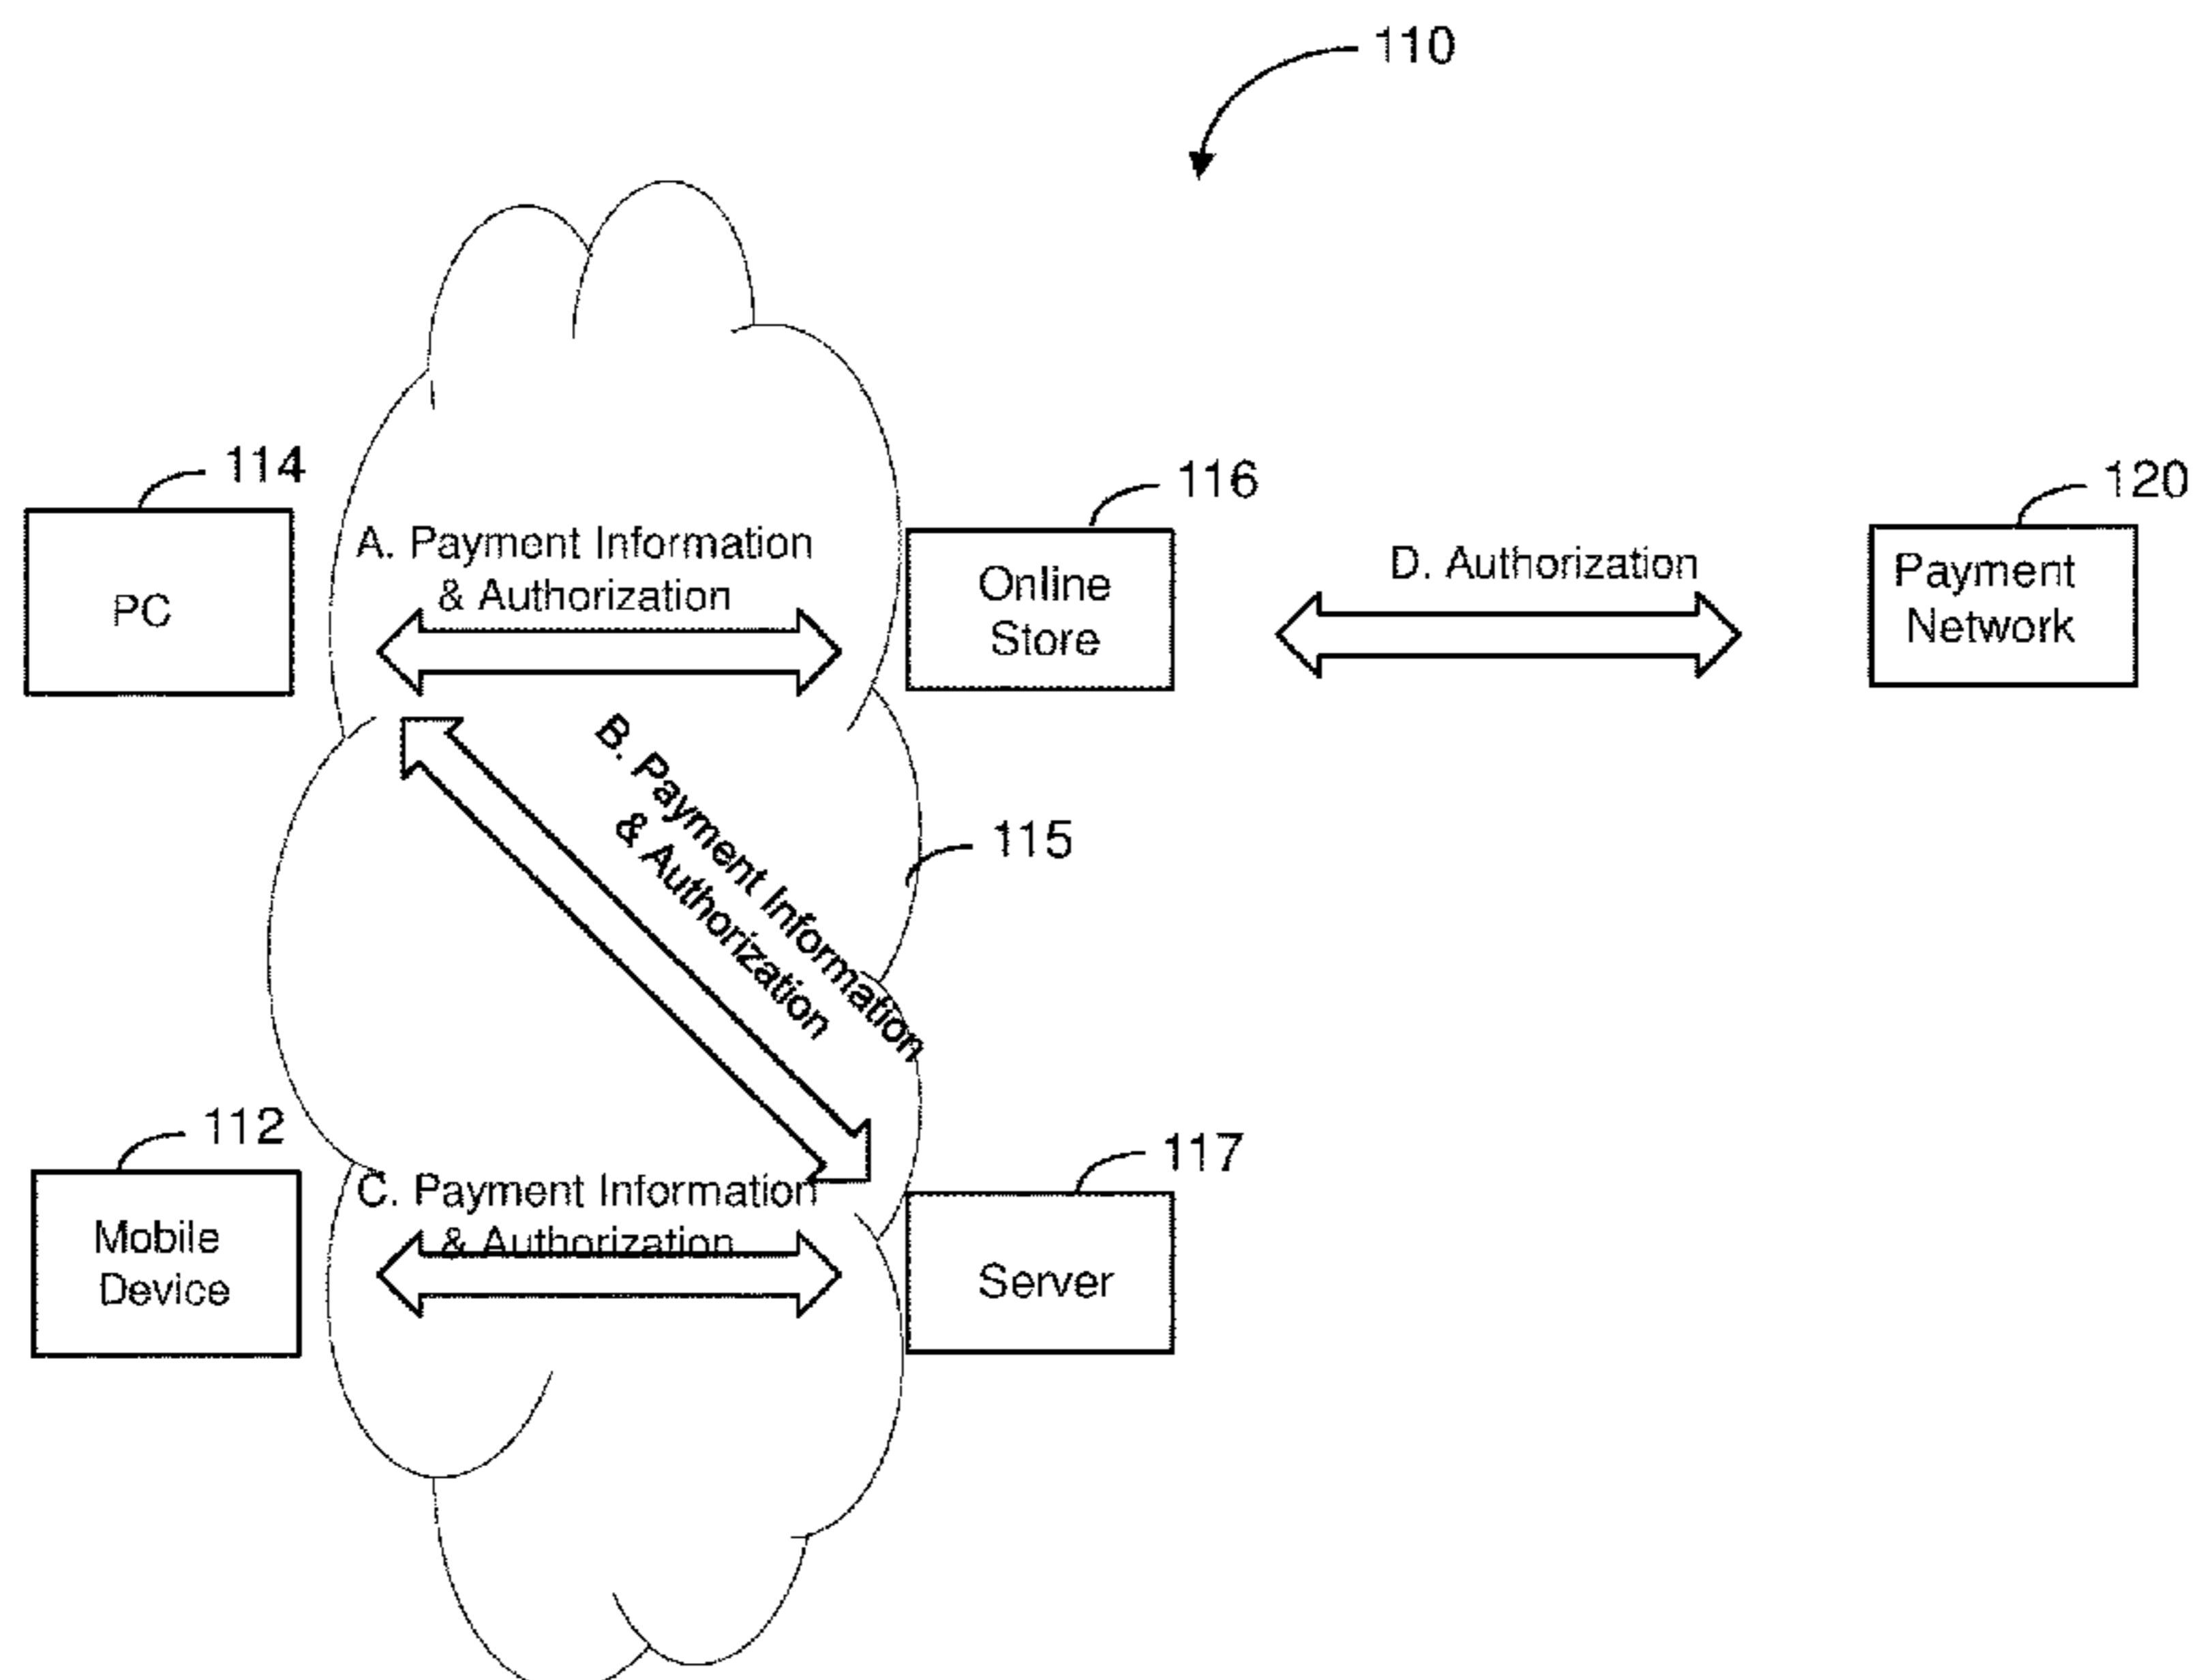 110
114
116
120
A. Payment Information
& Authorization
PC
Online
Store
D. Authorization
Payment
Network
B. Payment Information
& Authorization
115
112
117
C. Payment Information
& Authorization
Mobile
Device
Server